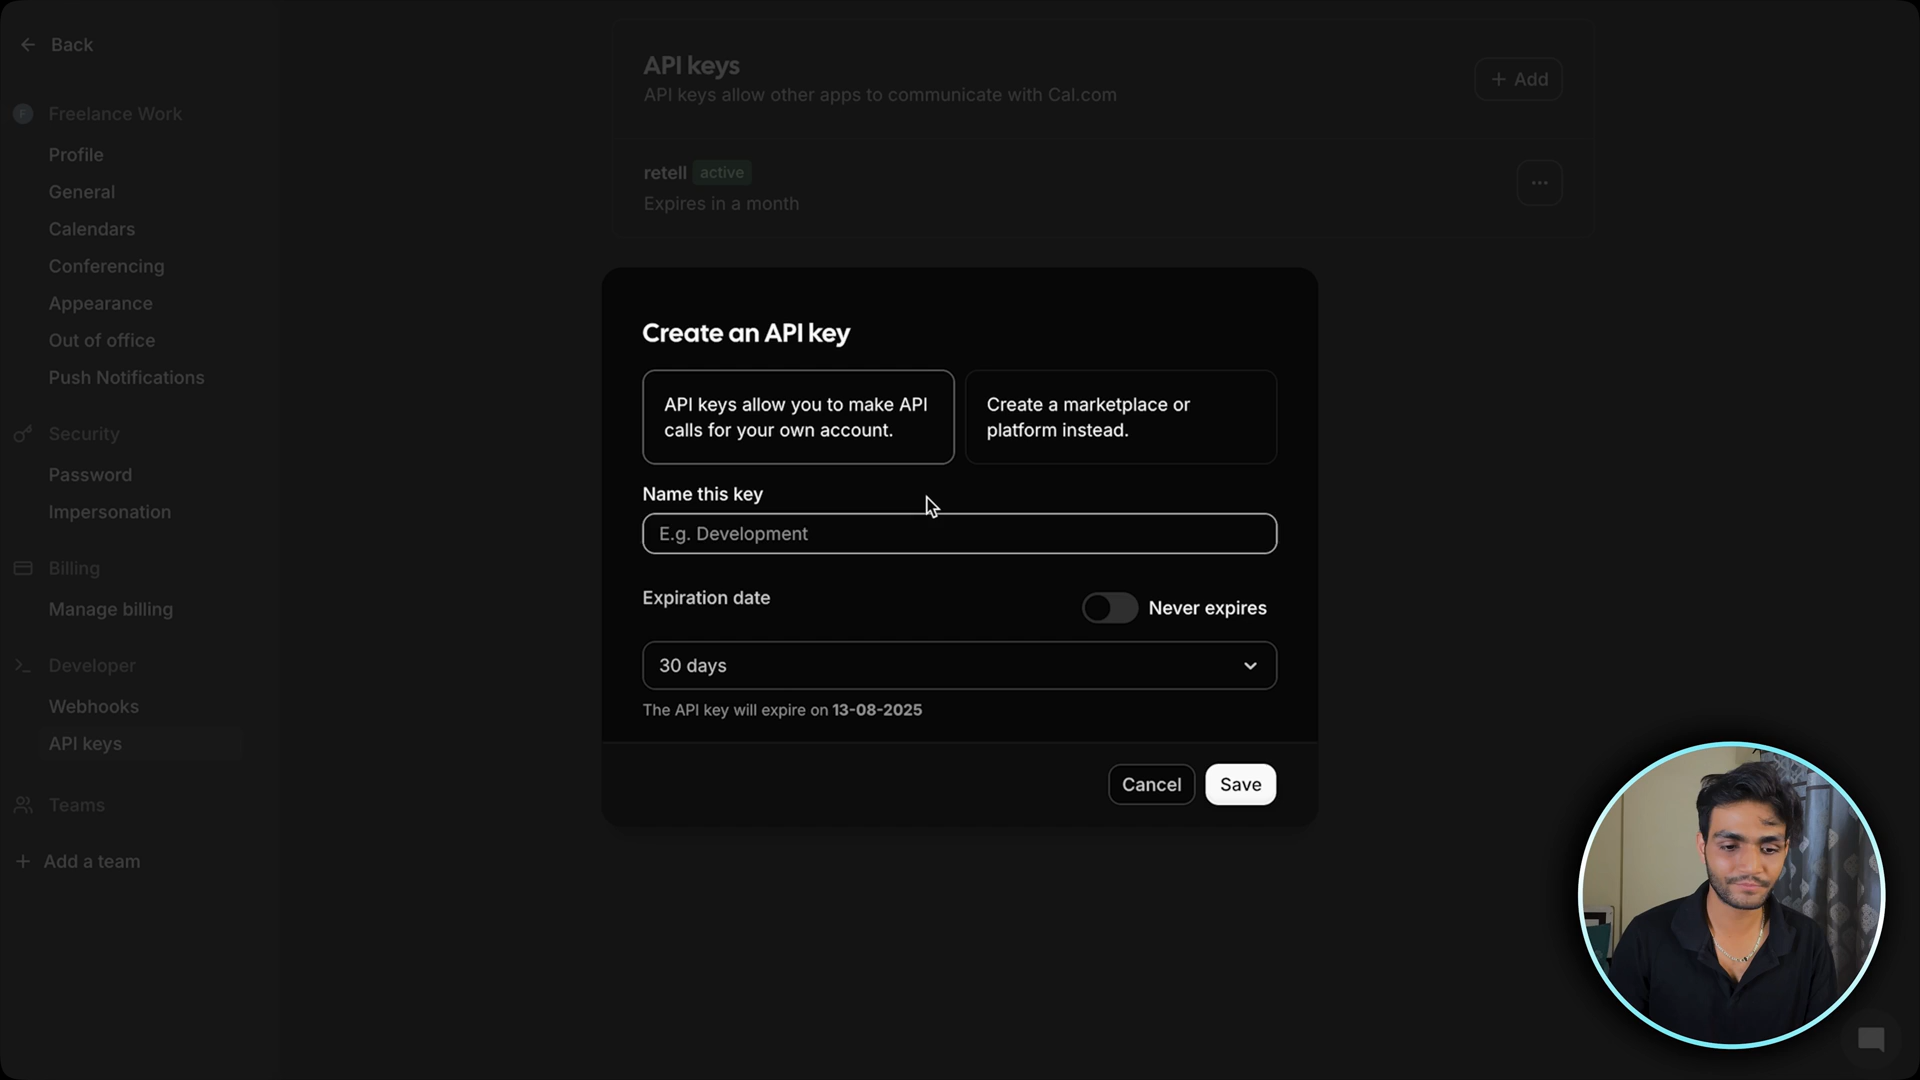 Back
F Freelance Work
Profile
General
Calendars
Conferencing
Appearance
Out of office
Push Notifications
Security
Password
Impersonation
Billing
Manage billing
Developer
Webhooks
API keys
Teams
+ Add a team
API keys
API keys allow other apps to communicate with Cal.com
+ Add
retell active
Expires in a month
Create an API key
API keys allow you to make API
calls for your own account.
Create a marketplace or
platform instead.
Name this key
E.g. Development
Expiration date
Never expires
30 days
The API key will expire on 13-08-2025
Cancel
Save